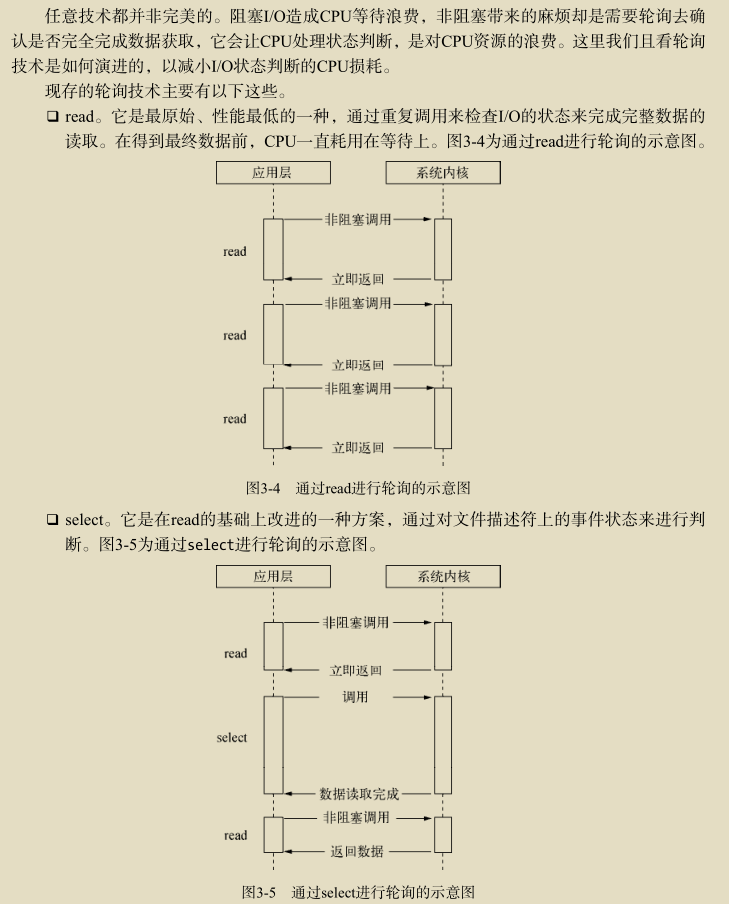 任意技术都并非完美的。阻塞I/O造成CPU等待浪费，非阻塞带来的麻烦却是需要轮询去确
认是否完全完成数据获取，它会让CPU处理状态判断，是对CPU资源的浪费。这里我们且看轮询
技术是如何演进的，以减小I/O状态判断的CPU损耗。
现存的轮询技术主要有以下这些。
❑ read。它是最原始、性能最低的一种，通过重复调用来检查I/O的状态来完成完整数据的
读取。在得到最终数据前，CPU一直耗用在等待上。图3-4为通过read进行轮询的示意图。
应用层 系统内核
非阻塞调用
read
立即返回
非阻塞调用
read
立即返回
非阻塞调用
read
立即返回
图3-4 通过read进行轮询的示意图
❑ select。它是在read的基础上改进的一种方案，通过对文件描述符上的事件状态来进行判
断。图3-5为通过select进行轮询的示意图。
应用层 系统内核
非阻塞调用
read
立即返回
调用
select
数据读取完成
非阻塞调用
read
返回数据
图3-5 通过select进行轮询的示意图